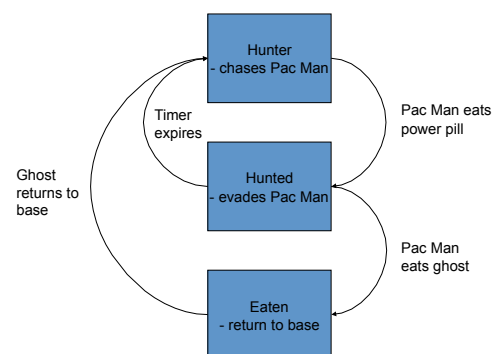 Hunter
- chases Pac Man
Timer
expires
Pac Man eats
power pill
Ghost
returns to
base
Hunted
- evades Pac Man
Pac Man
eats ghost
Eaten
- return to base